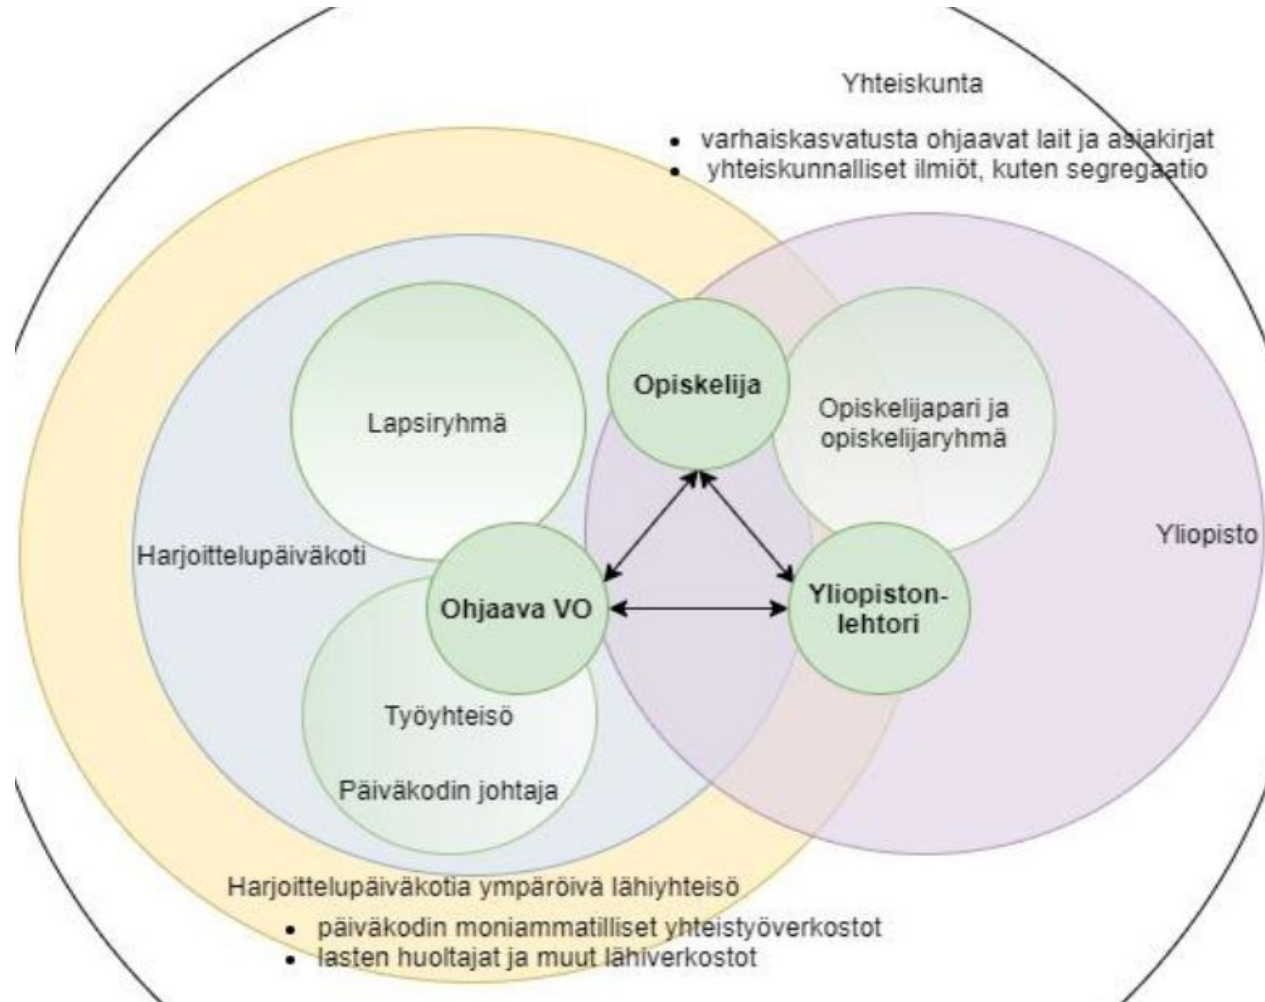 Yhteiskunta
• varhaiskasvatusta ohjaavat lait ja asiakirjat
• yhteiskunnalliset ilmiöt, kuten segregaatio
Opiskelija
Lapsiryhmä
Opiskelijapari ja
opiskelijaryhmä
Harjoittelupäiväkoti
Yliopisto
Ohjaava VO
Yliopiston-
lehtori
Työyhteisö
Päiväkodin johtaja
Harjoittelupäiväkotia ympäröivä lähiyhteisö
• päiväkodin moniammatilliset yhteistyöverkostot
• lasten huoltajat ja muut lähiverkostot